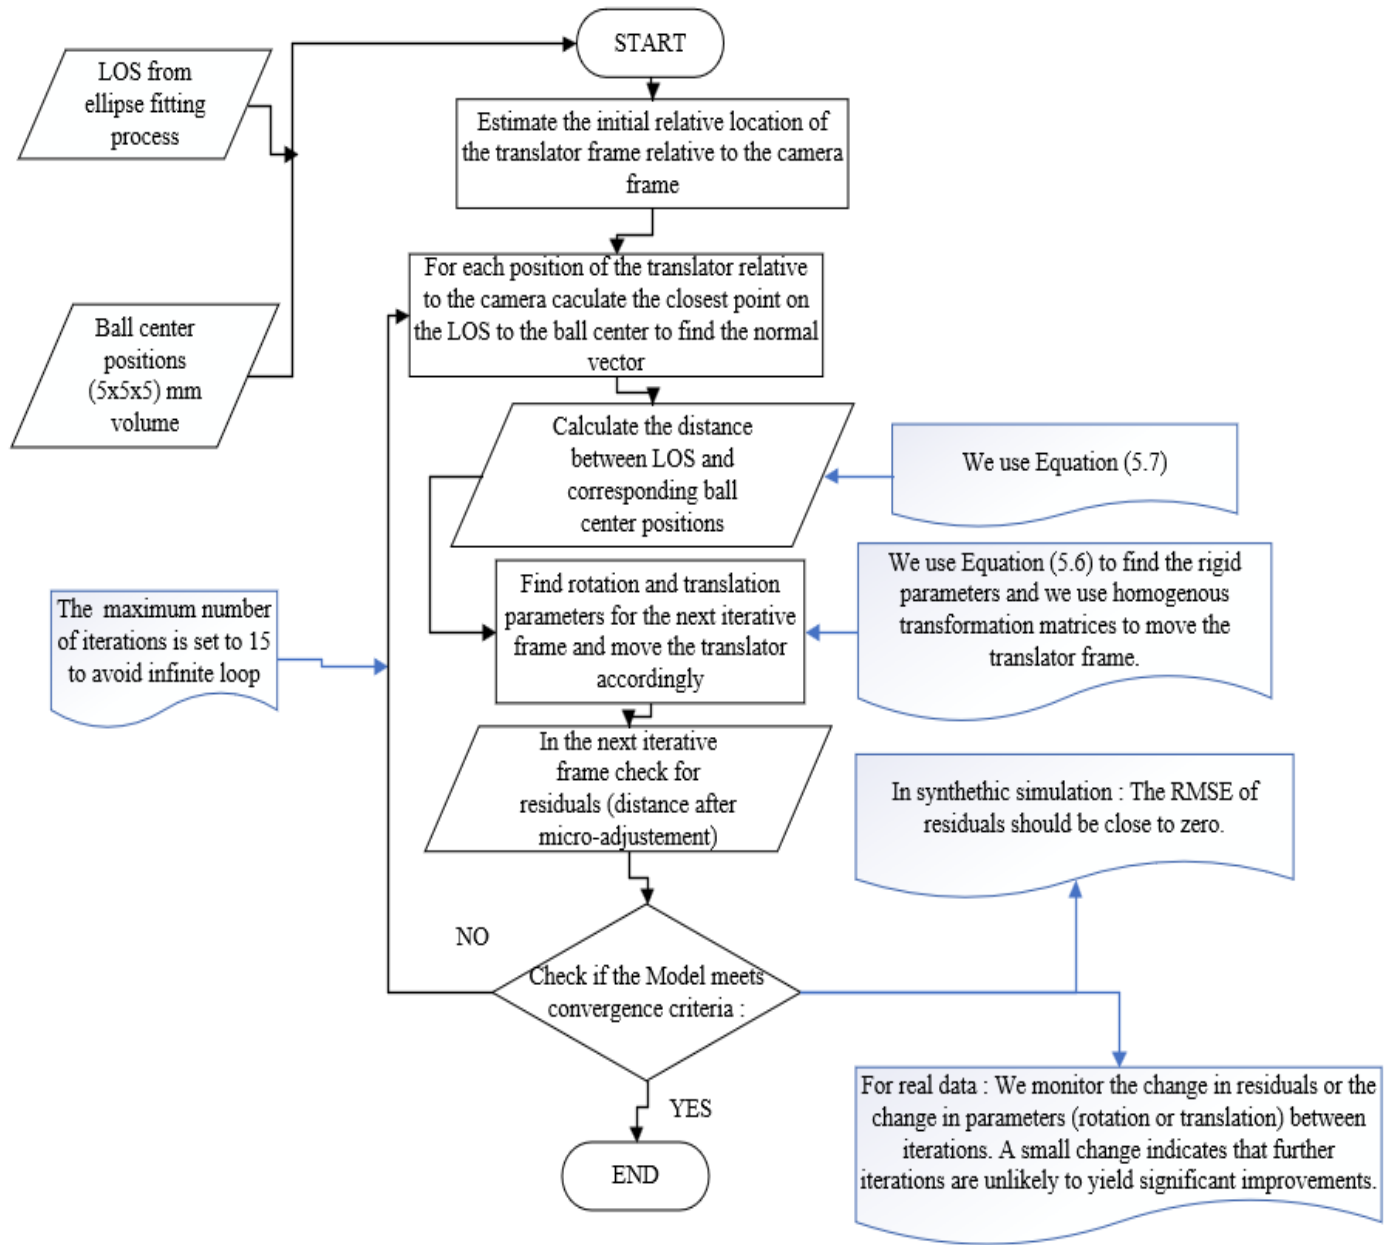 START
LOS from
ellipse fitting
process
Estimate the initial relative location of
the translator frame relative to the camera
frame
For each position of the translator relative
to the camera caculate the closest point on
the LOS to the ball center to find the normal
vector
Ball center
positions
(5x5x5) mm
volume
Calculate the distance
between LOS and
corresponding ball
center positions
We use Equation (5.7)
Find rotation and translation
parameters for the next iterative
frame and move the translator
accordingly
We use Equation (5.6) to find the rigid
parameters and we use homogenous
transformation matrices to move the
translator frame.
The maximum number
of iterations is set to 15
to avoid infinite loop
In the next iterative
frame check for
residuals (distance after
micro-adjustement)
In synthethic simulation : The RMSE of
residuals should be close to zero.
NO
Check if the Model meets
convergence criteria :
YES
For real data : We monitor the change in residuals or the
change in parameters (rotation or translation) between
iterations. A small change indicates that further
iterations are unlikely to yield significant improvements.
END